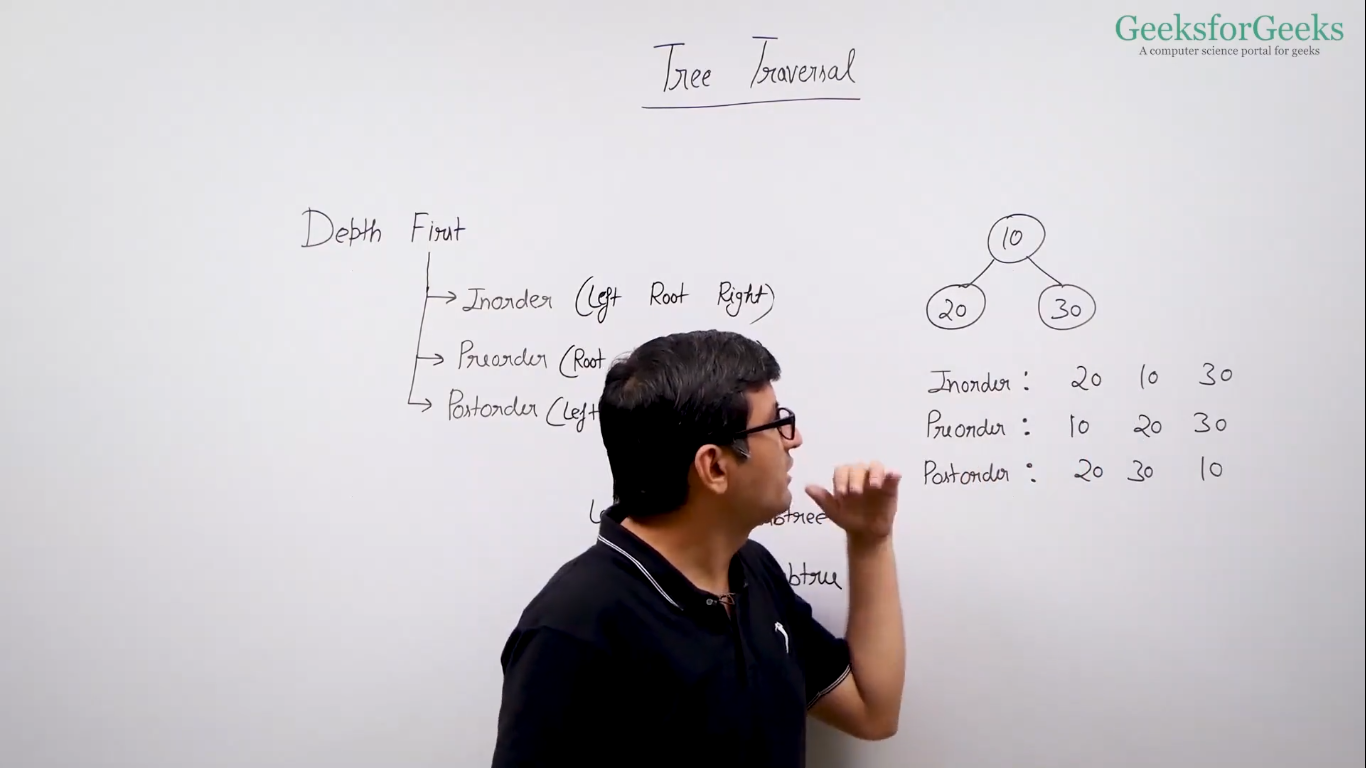 GeeksforGeeks
A computer science portal for geeks
Tree Traversal
Depth First
Inorder (Left Root Right)
Preorder (Root
Postorder (Left
10
20 30
Inorder : 20 10 30
Preorder : 10 20 30
Postorder : 20 30 10